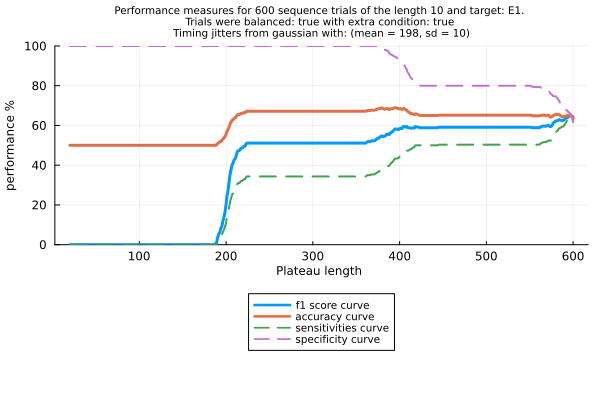 Performance measures for 600 sequence trials of the length 10 and target: E1.
Trials were balanced: true with extra condition: true
Timing jitters from gaussian with: (mean = 198, sd = 10)
performance %
100
80
60
40
20
0
100 200 300 400 500 600
Plateau length
f1 score curve
accuracy curve
sensitivities curve
specificity curve